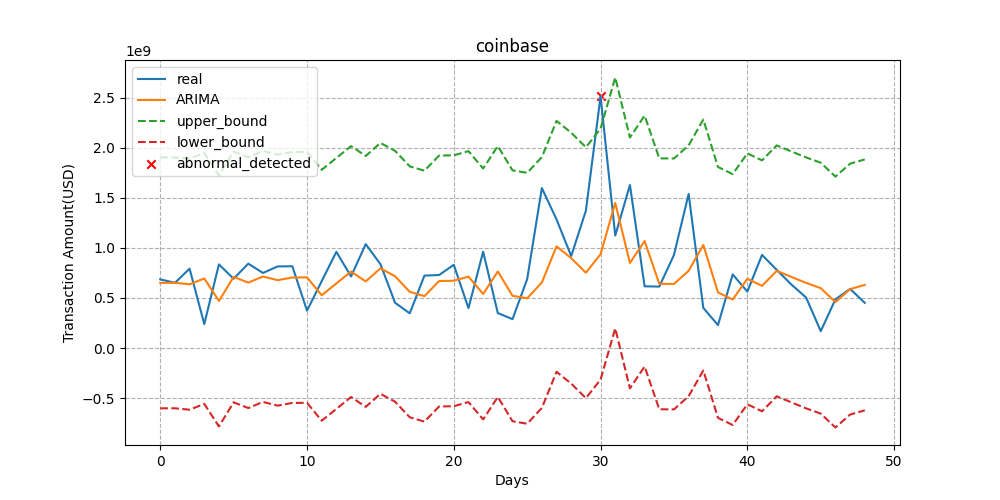 coinbase
1e9
real
ARIMA
upper_bound
lower_bound
abnormal_detected
2.5
2.0
1.5
1.0
0.5
0.0
−0.5
Transaction Amount(USD)
0 10 20 30 40 50
Days